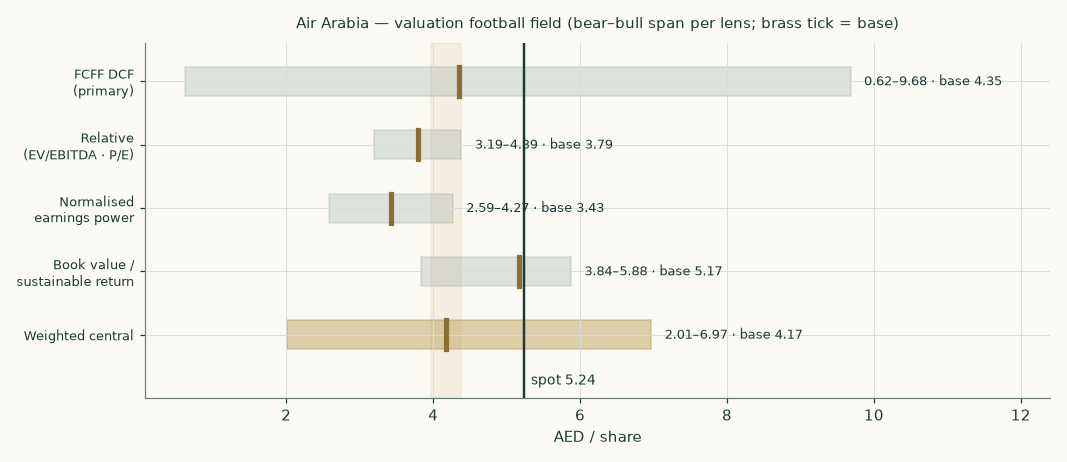 Air Arabia — valuation football field (bear–bull span per lens; brass tick = base)
FCFF DCF
(primary)
0.62–9.68 · base 4.35
Relative
(EV/EBITDA · P/E)
3.19–4.39 · base 3.79
Normalised
earnings power
2.59–4.27 · base 3.43
Book value /
sustainable return
3.84–5.88 · base 5.17
Weighted central
2.01–6.97 · base 4.17
spot 5.24
2
4
6
8
10
12
AED / share